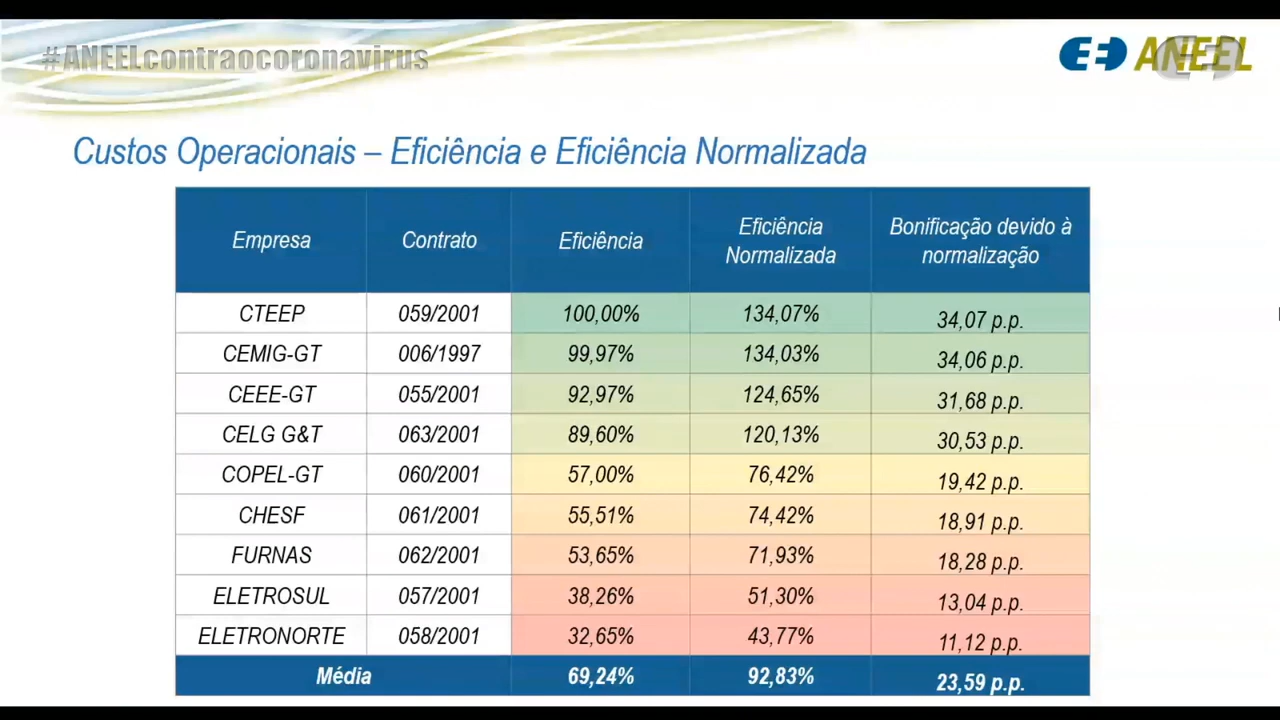 #ANEELcontraocoronavirus
ANEEL
Custos Operacionais – Eficiência e Eficiência Normalizada
Empresa Contrato Eficiência Eficiência Normalizada Bonificação devido à normalização
CTEEP 059/2001 100,00% 134,07% 34,07 p.p.
CEMIG-GT 006/1997 99,97% 134,03% 34,06 p.p.
CEEE-GT 055/2001 92,97% 124,65% 31,68 p.p.
CELG G&T 063/2001 89,60% 120,13% 30,53 p.p.
COPEL-GT 060/2001 57,00% 76,42% 19,42 p.p.
CHESF 061/2001 55,51% 74,42% 18,91 p.p.
FURNAS 062/2001 53,65% 71,93% 18,28 p.p.
ELETROSUL 057/2001 38,26% 51,30% 13,04 p.p.
ELETRONORTE 058/2001 32,65% 43,77% 11,12 p.p.
Média 69,24% 92,83% 23,59 p.p.